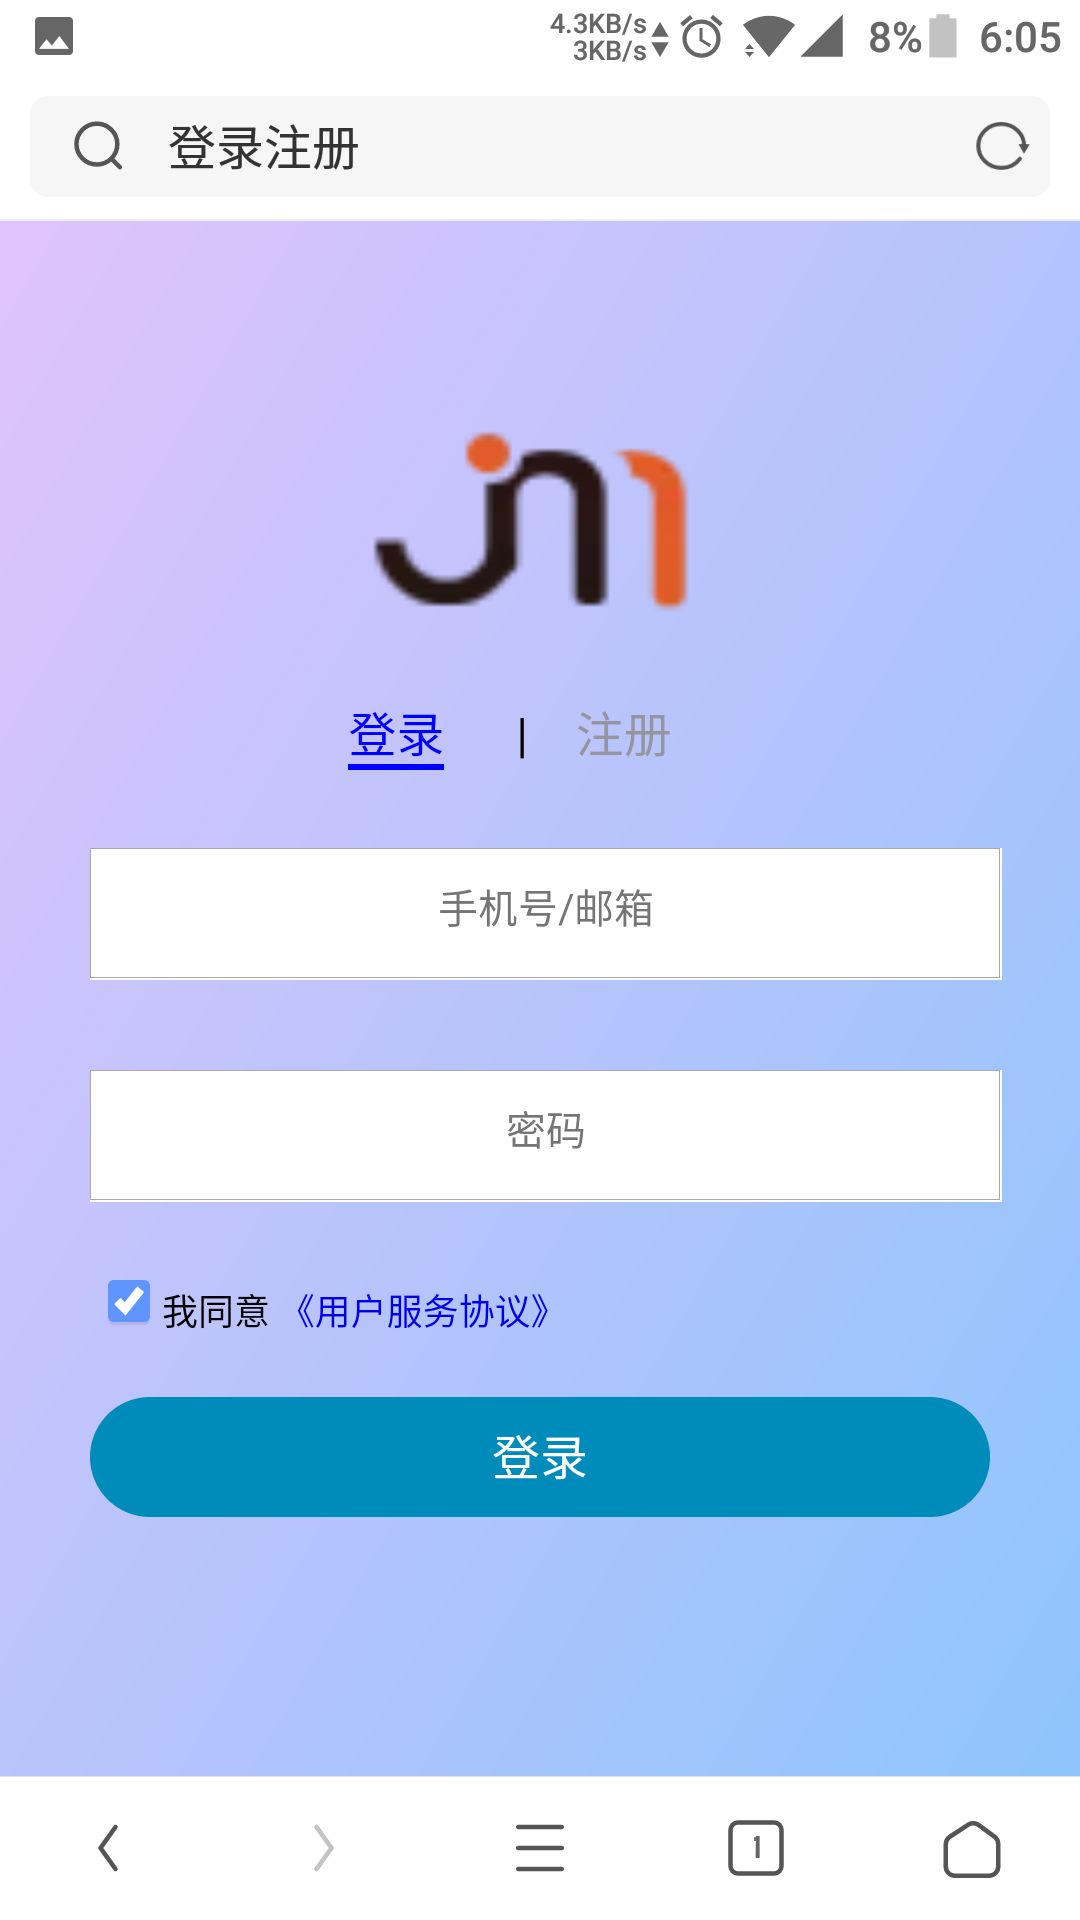 4.3KB/s
3KB/s
8% 6:05
登录注册
登录 | 注册
手机号/邮箱
密码
我同意 《用户服务协议》
登录
1